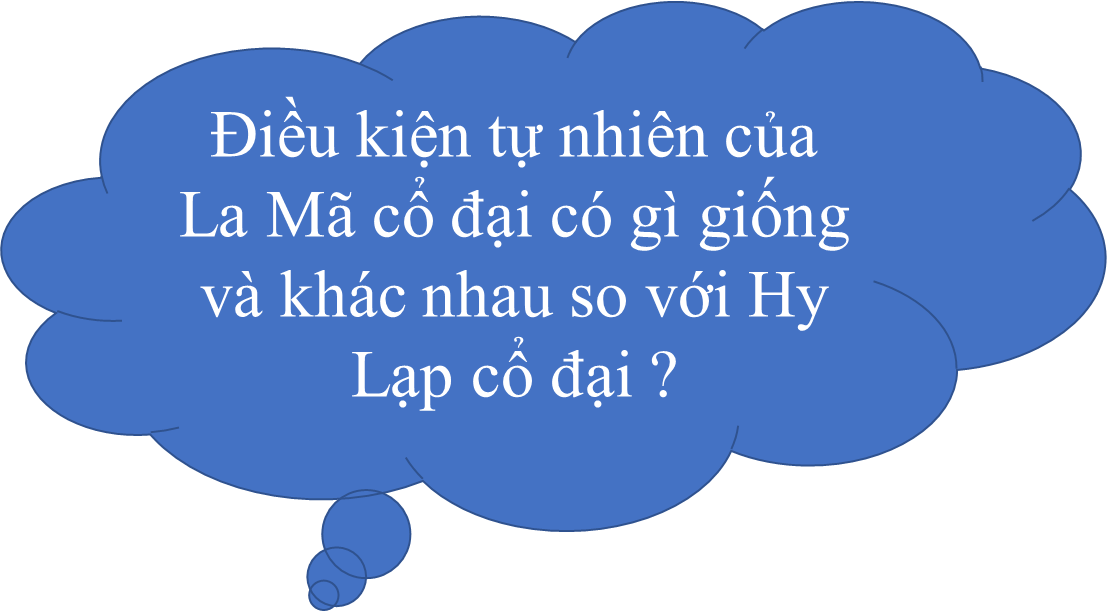 Điều kiện tự nhiên của
La Mã cổ đại có gì giống
và khác nhau so với Hy
Lạp cổ đại ?